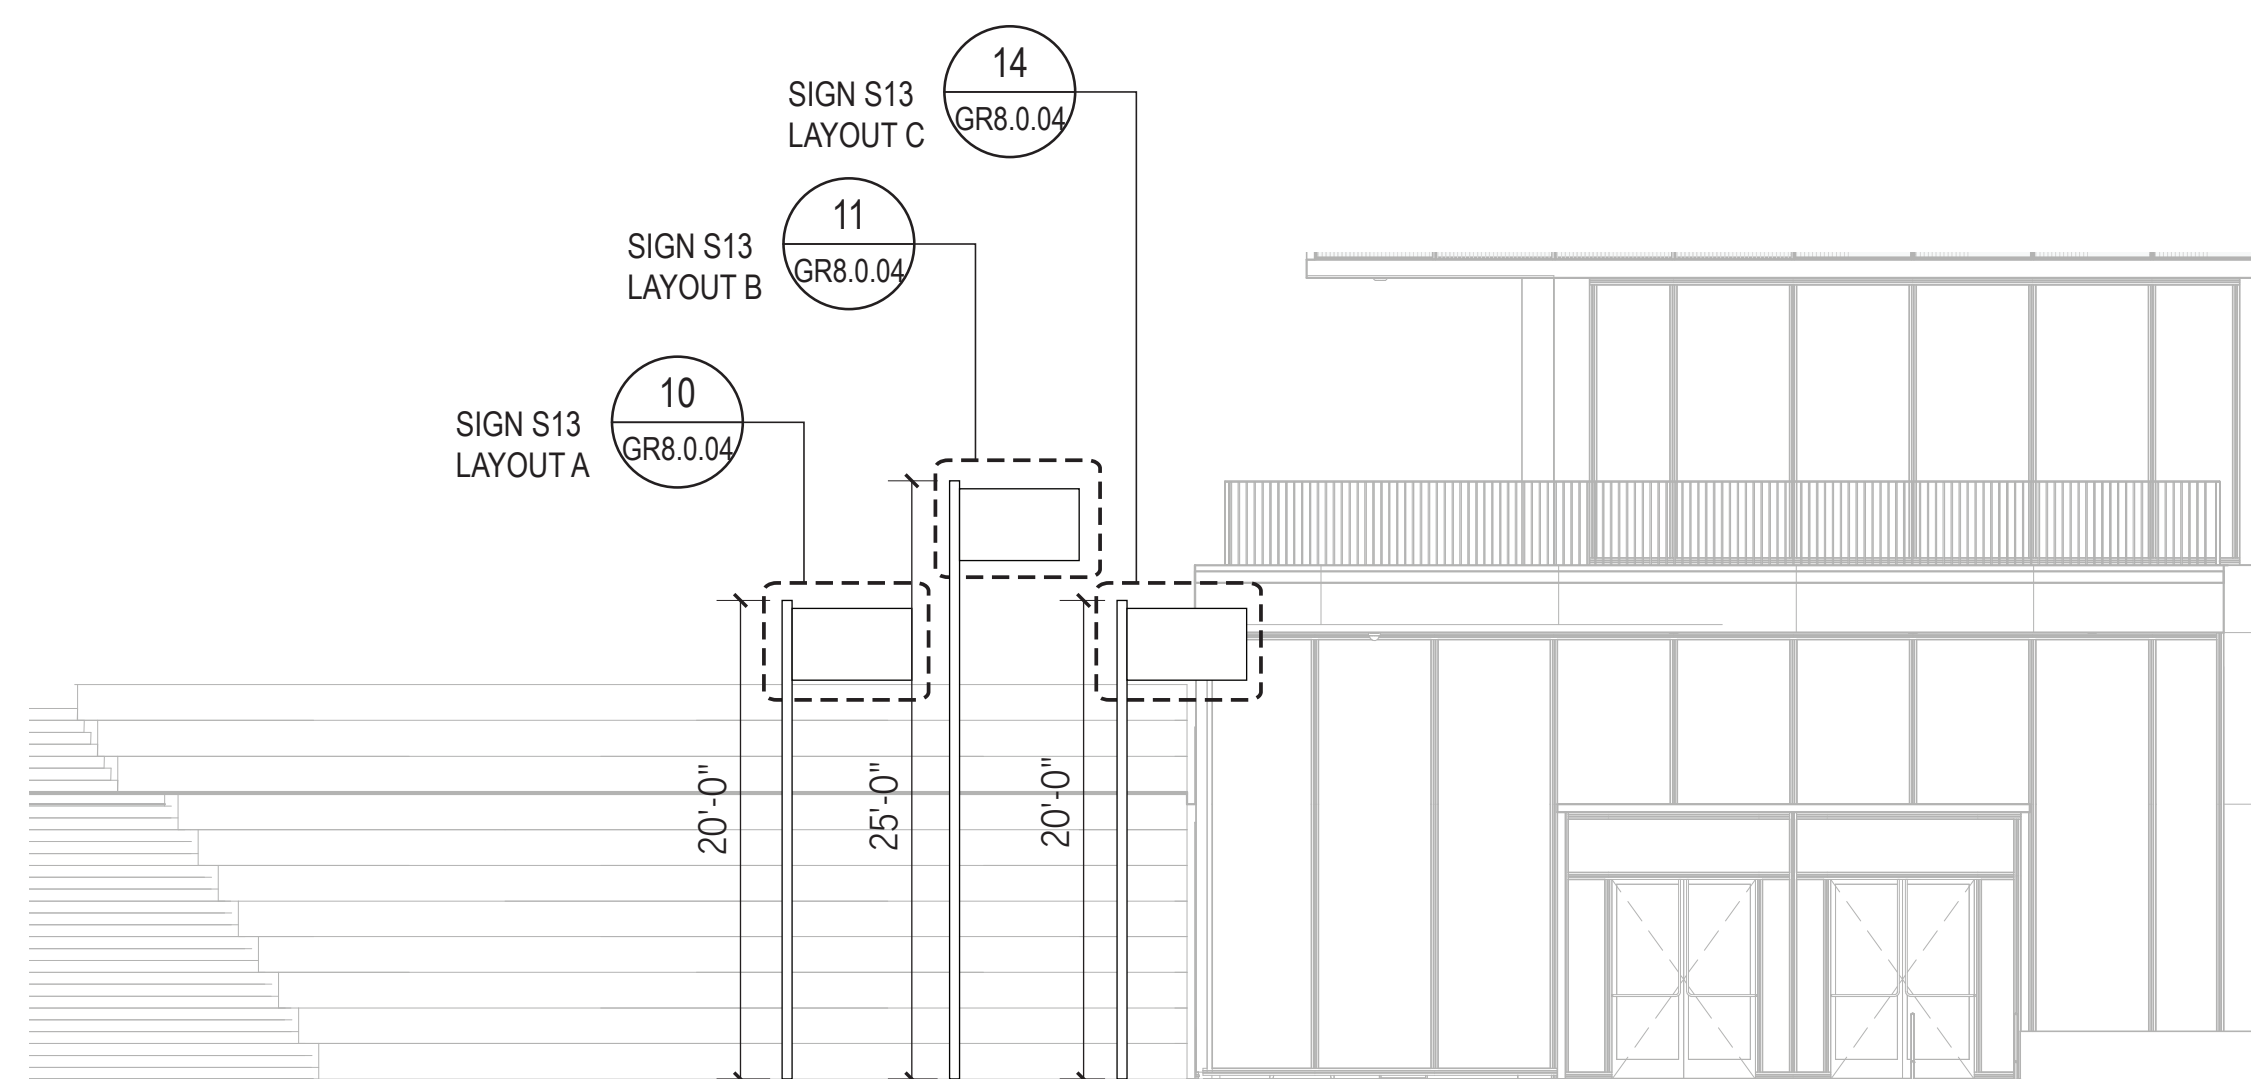 14
SIGN S13
LAYOUT C
GR8.0.04
11
SIGN S13
LAYOUT B
GR8.0.04
10
SIGN S13
LAYOUT A
GR8.0.04
20'-0"
25'-0"
20'-0"